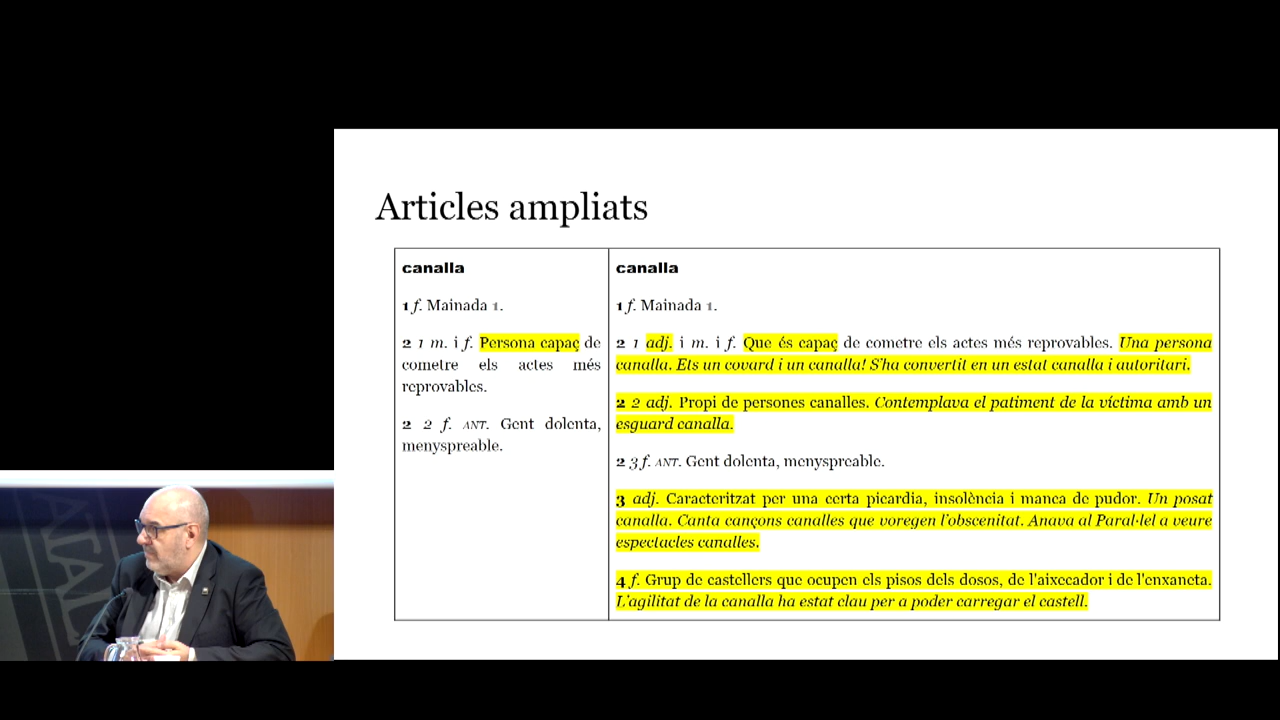 Articles ampliats
canalla
1 f. Mainada 1.
2 1 m. i f. Persona capaç de
cometre els actes més
reprovables.
2 2 f. ANT. Gent dolenta,
menyspreable.
canalla
1 f. Mainada 1.
2 1 adj. i m. i f. Que és capaç de cometre els actes més reprovables. Una persona
canalla. Ets un covard i un canalla! S'ha convertit en un estat canalla i autoritari.
2 2 adj. Propi de persones canalles. Contemplava el patiment de la víctima amb un
esguard canalla.
2 3 f. ANT. Gent dolenta, menyspreable.
3 adj. Caracteritzat per una certa picardia, insolència i manca de pudor. Un posat
canalla. Canta cançons canalles que voregen l'obscenitat. Anava al Paral·lel a veure
espectacles canalles.
4 f. Grup de castellers que ocupen els pisos dels dosos, de l'aixecador i de l'enxaneta.
L'agilitat de la canalla ha estat clau per a poder carregar el castell.